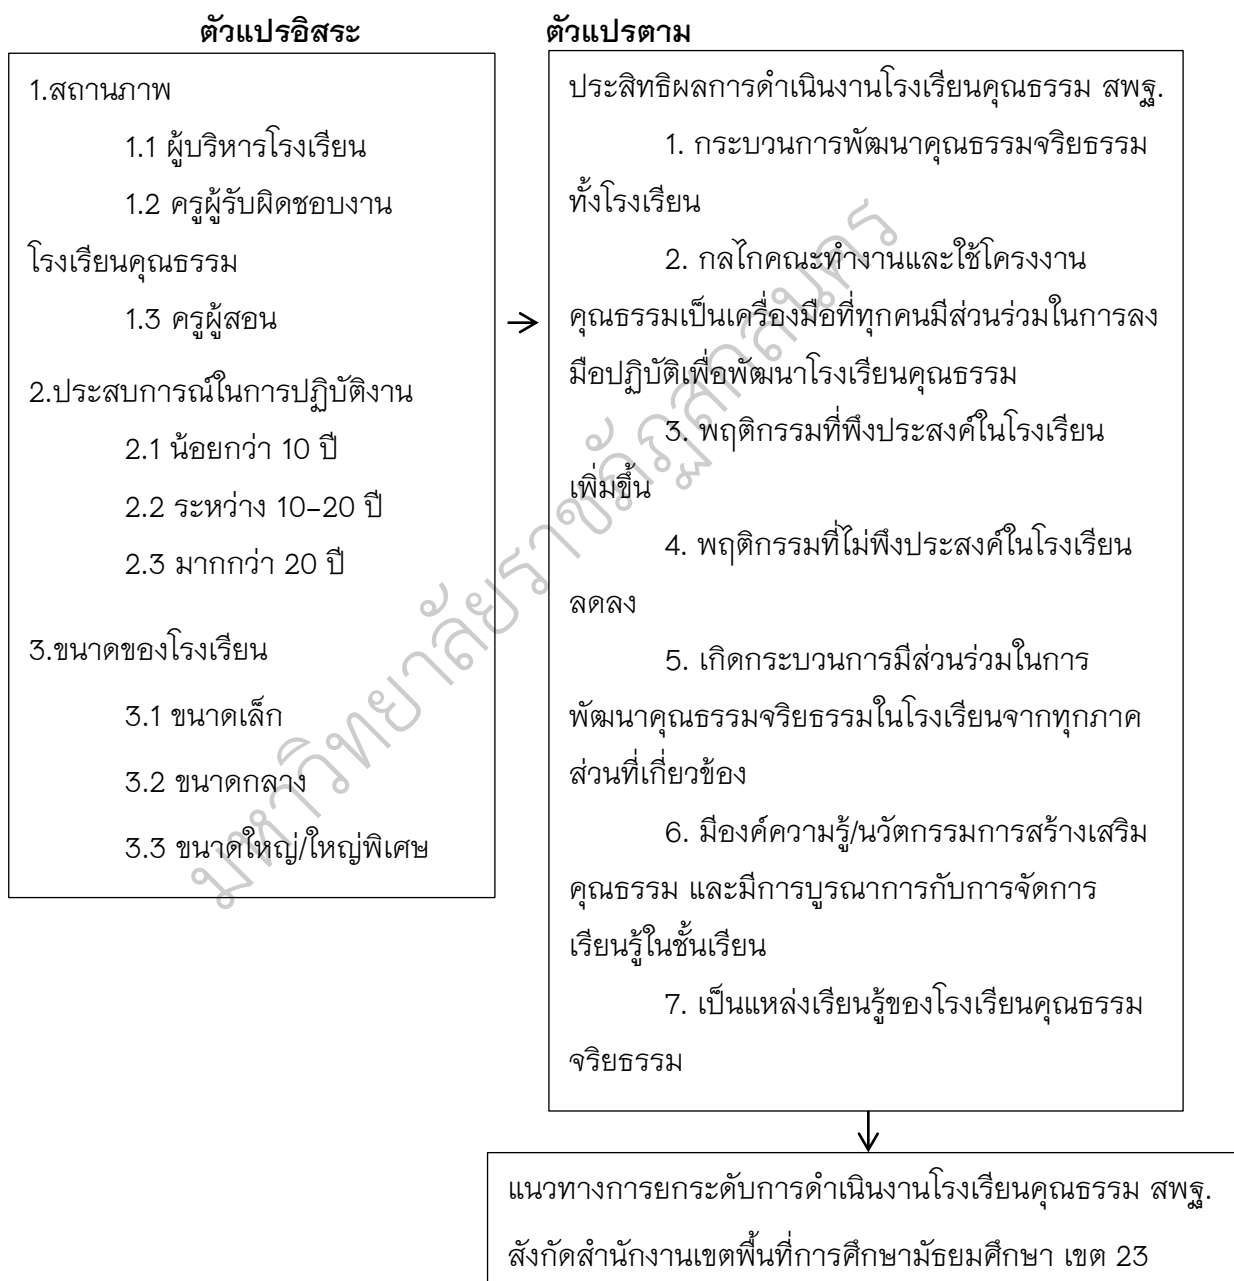 ตัวแปรอิสระ
ตัวแปรตาม
1.สถานภาพ
1.1 ผู้บริหารโรงเรียน
1.2 ครูผู้รับผิดชอบงาน
โรงเรียนคุณธรรม
1.3 ครูผู้สอน
2.ประสบการณ์ในการปฏิบัติงาน
2.1 น้อยกว่า 10 ปี
2.2 ระหว่าง 10–20 ปี
2.3 มากกว่า 20 ปี
3.ขนาดของโรงเรียน
3.1 ขนาดเล็ก
3.2 ขนาดกลาง
3.3 ขนาดใหญ่/ใหญ่พิเศษ
ประสิทธิผลการดำเนินงานโรงเรียนคุณธรรม สพฐ.
1. กระบวนการพัฒนาคุณธรรมจริยธรรม
ทั้งโรงเรียน
2. กลไกคณะทำงานและใช้โครงงาน
คุณธรรมเป็นเครื่องมือที่ทุกคนมีส่วนร่วมในการลง
มือปฏิบัติเพื่อพัฒนาโรงเรียนคุณธรรม
3. พฤติกรรมที่พึงประสงค์ในโรงเรียน
เพิ่มขึ้น
4. พฤติกรรมที่ไม่พึงประสงค์ในโรงเรียน
ลดลง
5. เกิดกระบวนการมีส่วนร่วมในการ
พัฒนาคุณธรรมจริยธรรมในโรงเรียนจากทุกภาค
ส่วนที่เกี่ยวข้อง
6. มีองค์ความรู้/นวัตกรรมการสร้างเสริม
คุณธรรม และมีการบูรณาการกับการจัดการ
เรียนรู้ในชั้นเรียน
7. เป็นแหล่งเรียนรู้ของโรงเรียนคุณธรรม
จริยธรรม
แนวทางการยกระดับการดำเนินงานโรงเรียนคุณธรรม สพฐ.
สังกัดสำนักงานเขตพื้นที่การศึกษามัธยมศึกษา เขต 23
มหาวิทยาลัยราชภัฏสกลนคร